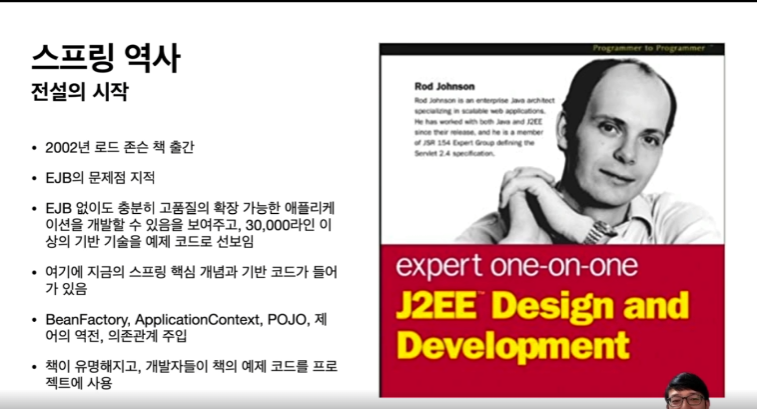 스프링 역사
전설의 시작
• 2002년 로드 존슨 책 출간
• EJB의 문제점 지적
• EJB 없이도 충분히 고품질의 확장 가능한 애플리케
이션을 개발할 수 있음을 보여주고, 30,000라인 이
상의 기반 기술을 예제 코드로 선보임
• 여기에 지금의 스프링 핵심 개념과 기반 코드가 들어
가 있음
• BeanFactory, ApplicationContext, POJO, 제
어의 역전, 의존관계 주입
• 책이 유명해지고, 개발자들이 책의 예제 코드를 프로
젝트에 사용
Programmer to Programmer™
Rod Johnson
Rod Johnson is an enterprise Java architect
specializing in scalable web applications.
He has worked with both Java and J2EE
since their release, and he is a member
of JSR 154 Expert Group defining the
Servlet 2.4 specification.
expert one-on-one
J2EE™ Design and
Development